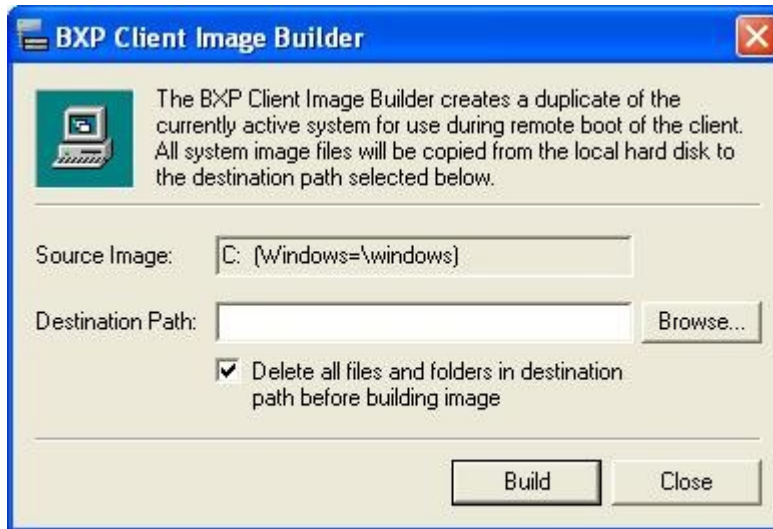 BXP Client Image Builder
The BXP Client Image Builder creates a duplicate of the
currently active system for use during remote boot of the client.
All system image files will be copied from the local hard disk to
the destination path selected below.
Source Image: C: (Windows=\windows)
Destination Path: Browse...
Delete all files and folders in destination
path before building image
Build Close